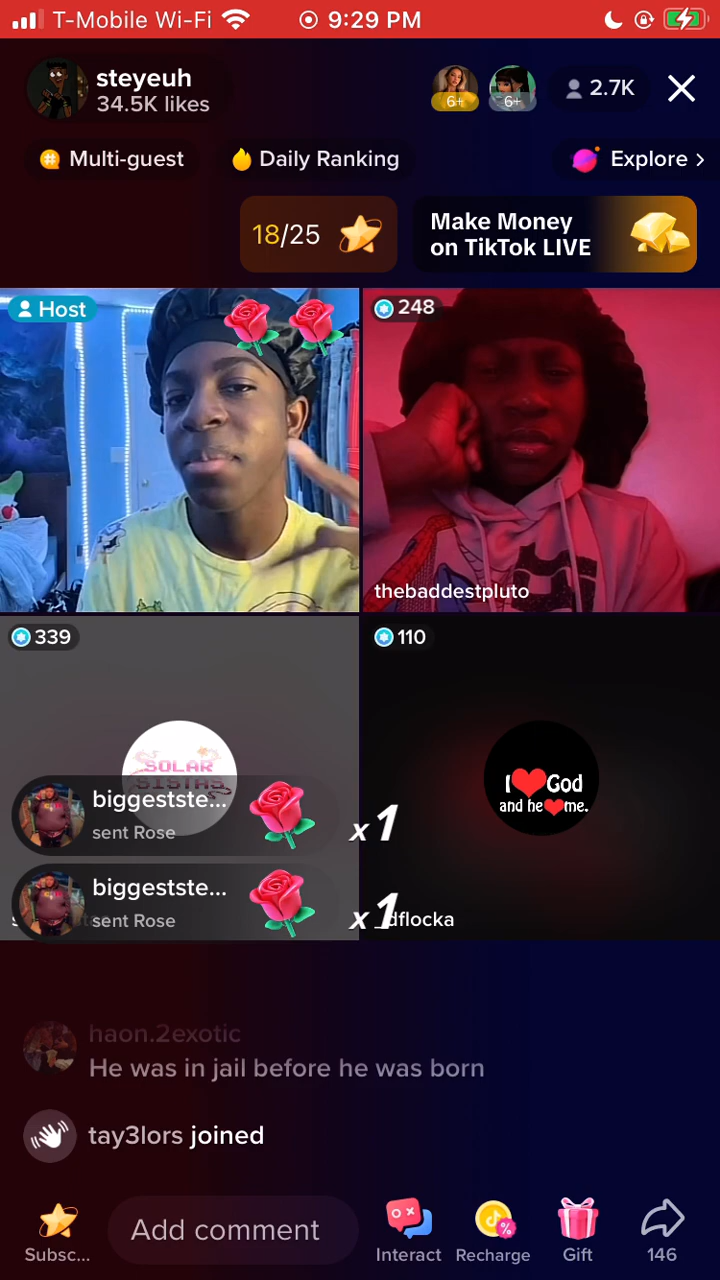 T-Mobile Wi-Fi 9:29 PM
steyeuh
34.5K likes
6+ 6+
2.7K
Multi-guest Daily Ranking Explore >
18/25
Make Money
on TikTok LIVE
Host
248
thebaddestpluto
339
110
SOLAR
SISTAS
I God
and he me.
biggestste...
sent Rose
x1
biggestste...
sent Rose
x1
dflocka
haon.2exotic
He was in jail before he was born
tay3lors joined
Add comment
Subsc... Interact Recharge Gift 146